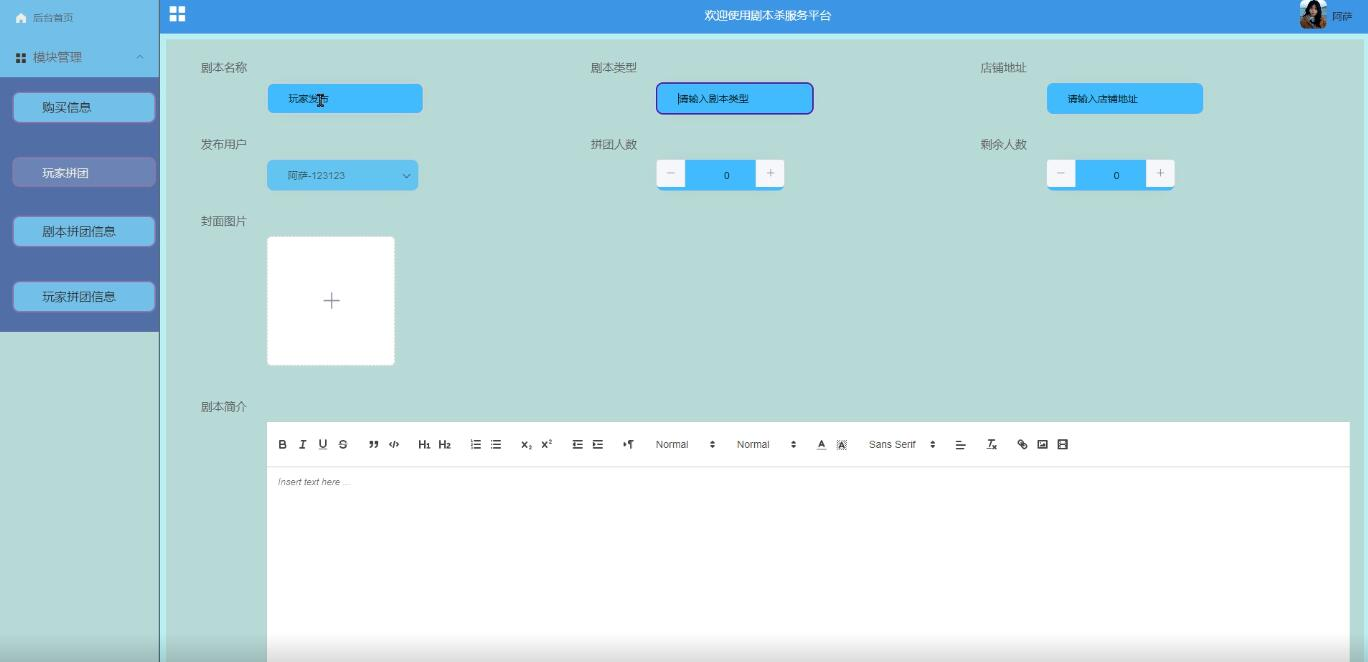 后台首页
欢迎使用剧本杀服务平台
阿萨
模块管理
购买信息
玩家拼团
剧本拼团信息
玩家拼团信息
剧本名称
玩家发布
剧本类型
请输入剧本类型
店铺地址
请输入店铺地址
发布用户
阿萨-123123
拼团人数
0
剩余人数
0
封面图片
剧本简介
B I U S H1 H2 X2 X2 Normal Normal A A Sans Serif Tx
Insert text here ...